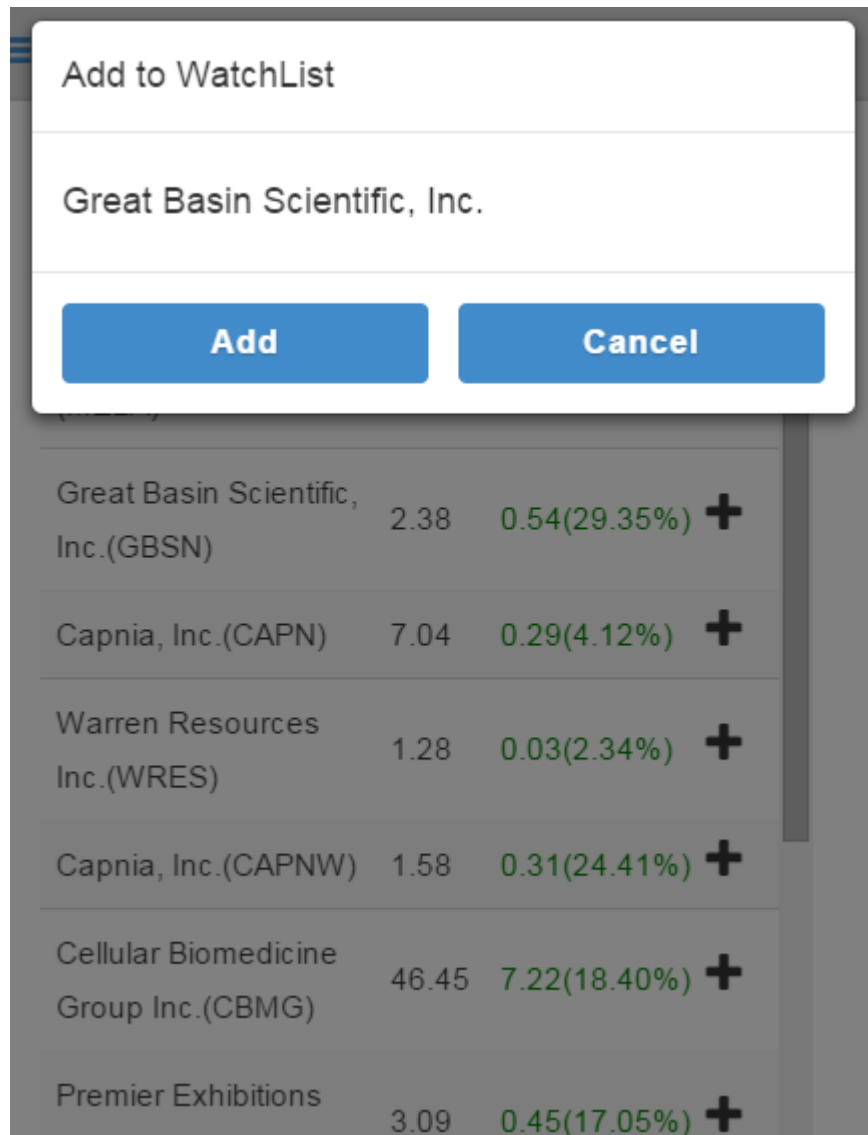 Add to WatchList
Great Basin Scientific, Inc.
Add Cancel
Great Basin Scientific,
Inc.(GBSN) 2.38 0.54(29.35%)
Capnia, Inc.(CAPN) 7.04 0.29(4.12%)
Warren Resources
Inc.(WRES) 1.28 0.03(2.34%)
Capnia, Inc.(CAPNW) 1.58 0.31(24.41%)
Cellular Biomedicine
Group Inc.(CBMG) 46.45 7.22(18.40%)
Premier Exhibitions
3.09 0.45(17.05%)